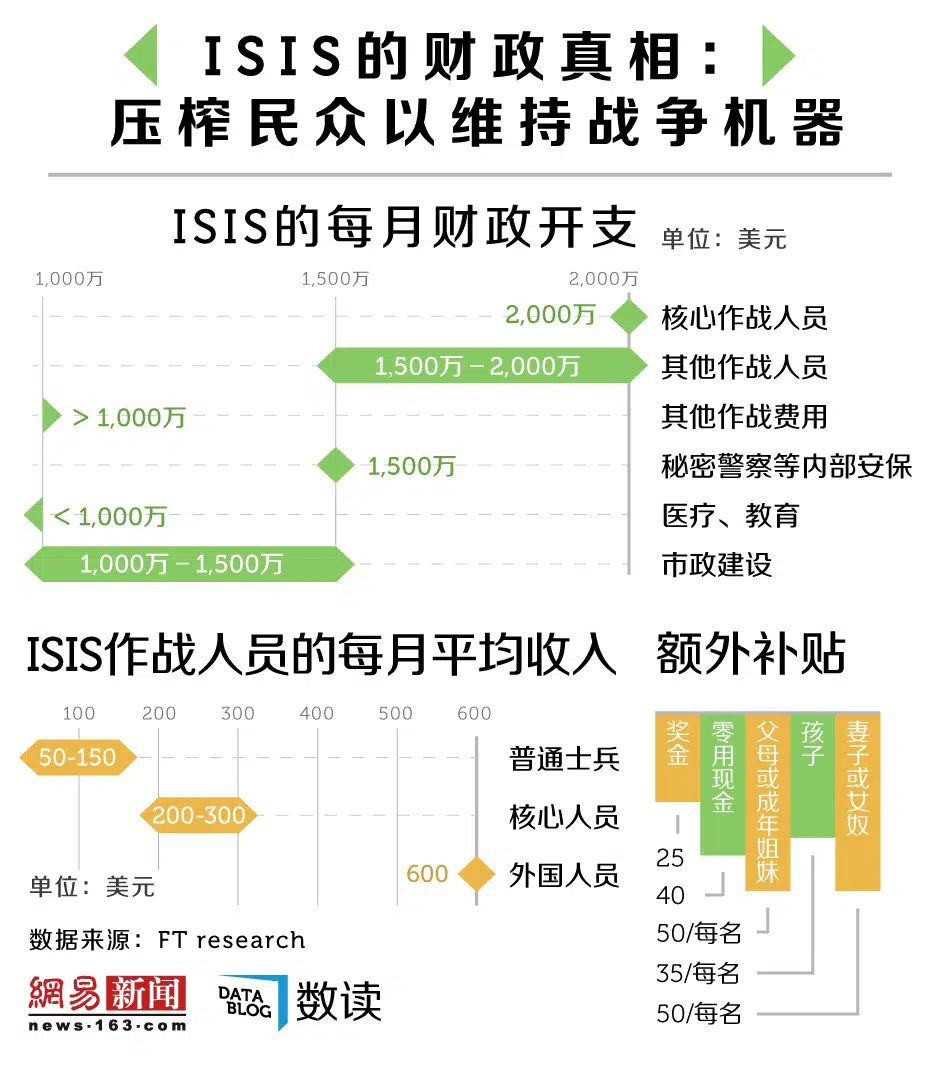 ISIS的财政真相：
压榨民众以维持战争机器
ISIS的每月财政开支 单位：美元
1,000万 1,500万 2,000万
2,000万 核心作战人员
1,500万－2,000万 其他作战人员
> 1,000万 其他作战费用
1,500万 秘密警察等内部安保
< 1,000万 医疗、教育
1,000万－1,500万 市政建设
ISIS作战人员的每月平均收入
100 200 300 400 500 600
50-150 普通士兵
200-300 核心人员
600 外国人员
单位：美元
额外补贴
奖金
零用现金
父母或成年姐妹
孩子
妻子或女奴
25
40
50/每名
35/每名
50/每名
数据来源：FT research
網易新闻
news·163·com
DATA
BLOG
数读